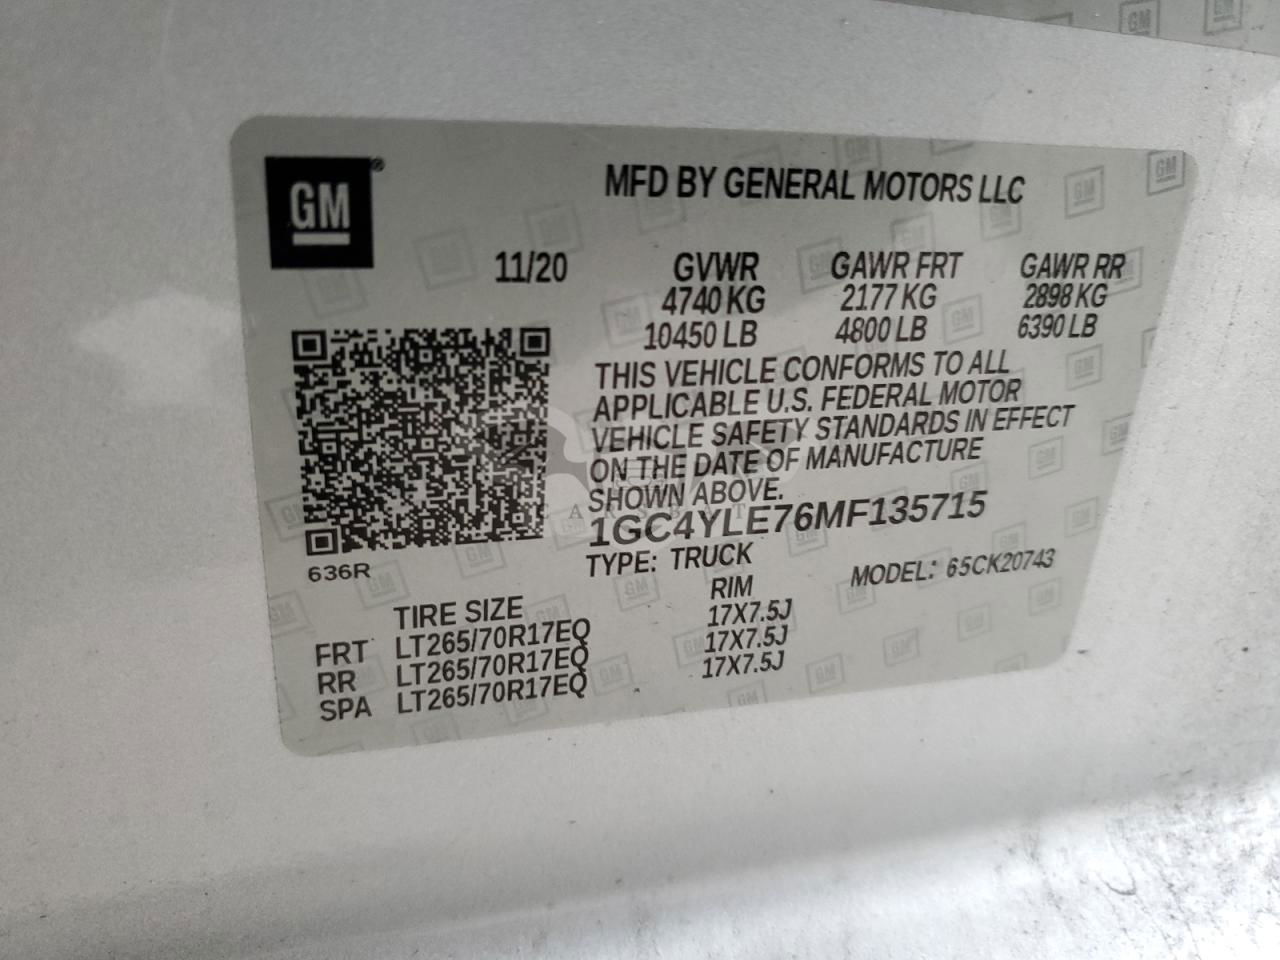 GM®
MFD BY GENERAL MOTORS LLC
11/20 GVWR GAWR FRT GAWR RR
4740 KG 2177 KG 2898 KG
10450 LB 4800 LB 6390 LB
THIS VEHICLE CONFORMS TO ALL
APPLICABLE U.S. FEDERAL MOTOR
VEHICLE SAFETY STANDARDS IN EFFECT
ON THE DATE OF MANUFACTURE
SHOWN ABOVE.
1GC4YLE76MF135715
TYPE: TRUCK MODEL: 65CK20743
636R
TIRE SIZE RIM
FRT LT265/70R17EQ 17X7.5J
RR LT265/70R17EQ 17X7.5J
SPA LT265/70R17EQ 17X7.5J